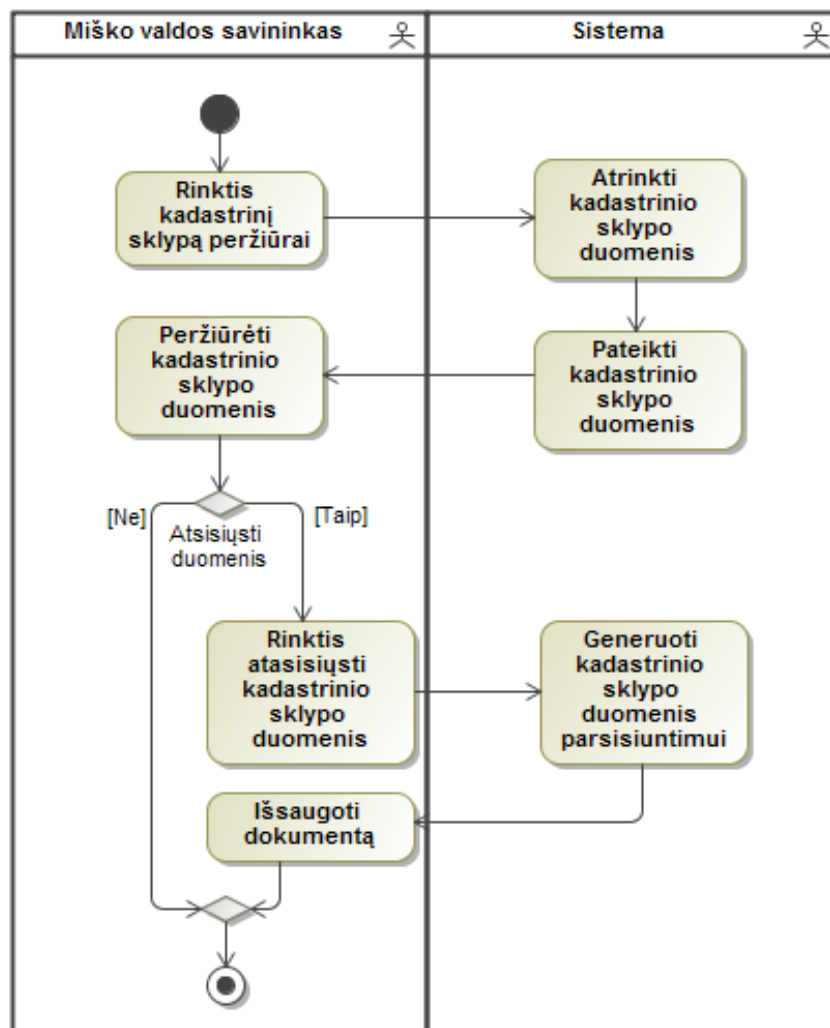 Miško valdos savininkas
Sistema
Rinktis
kadastrinį
sklypą peržiūrai
Atrinkti
kadastrinio
sklypo
duomenis
Peržiūrėti
kadastrinio
sklypo
duomenis
Pateikti
kadastrinio
sklypo
duomenis
[Ne]
[Taip]
Atsisiųsti
duomenis
Rinktis
atasisiųsti
kadastrinio
sklypo
duomenis
Generuoti
kadastrinio
sklypo
duomenis
parsisiuntimui
Išsaugoti
dokumentą